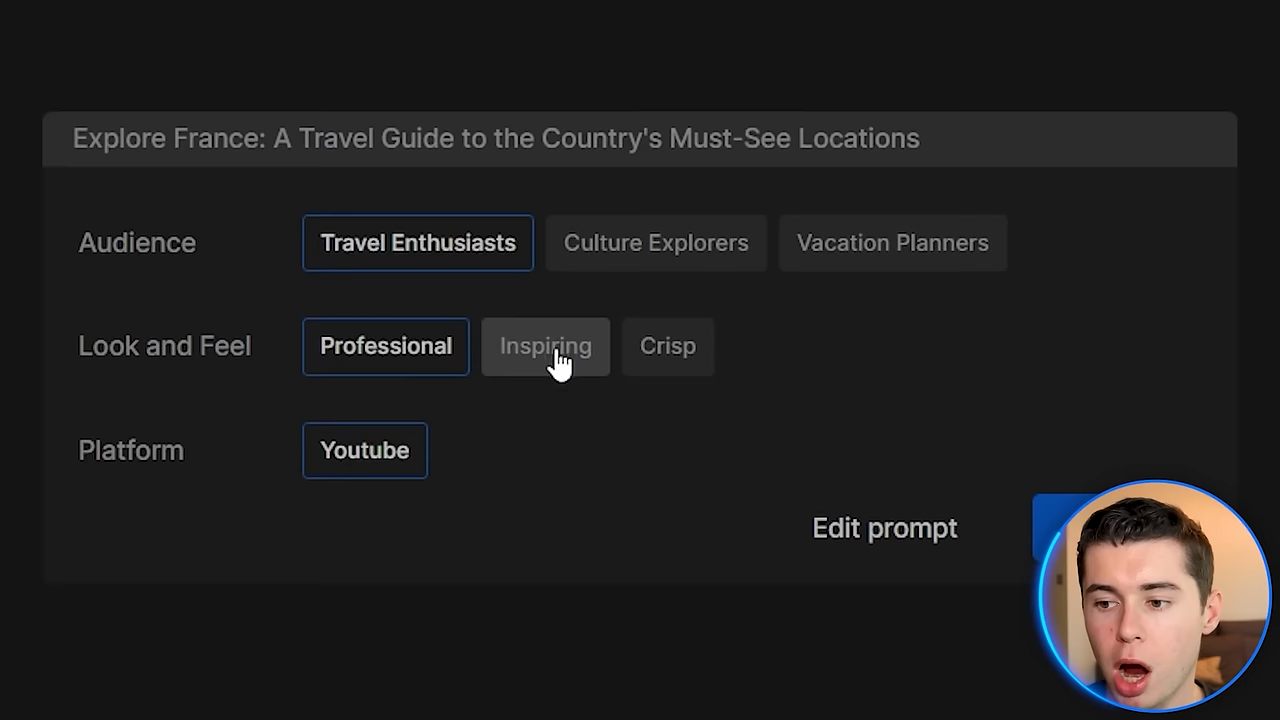 Explore France: A Travel Guide to the Country's Must-See Locations
Audience Travel Enthusiasts Culture Explorers Vacation Planners
Look and Feel Professional Inspiring Crisp
Platform Youtube
Edit prompt